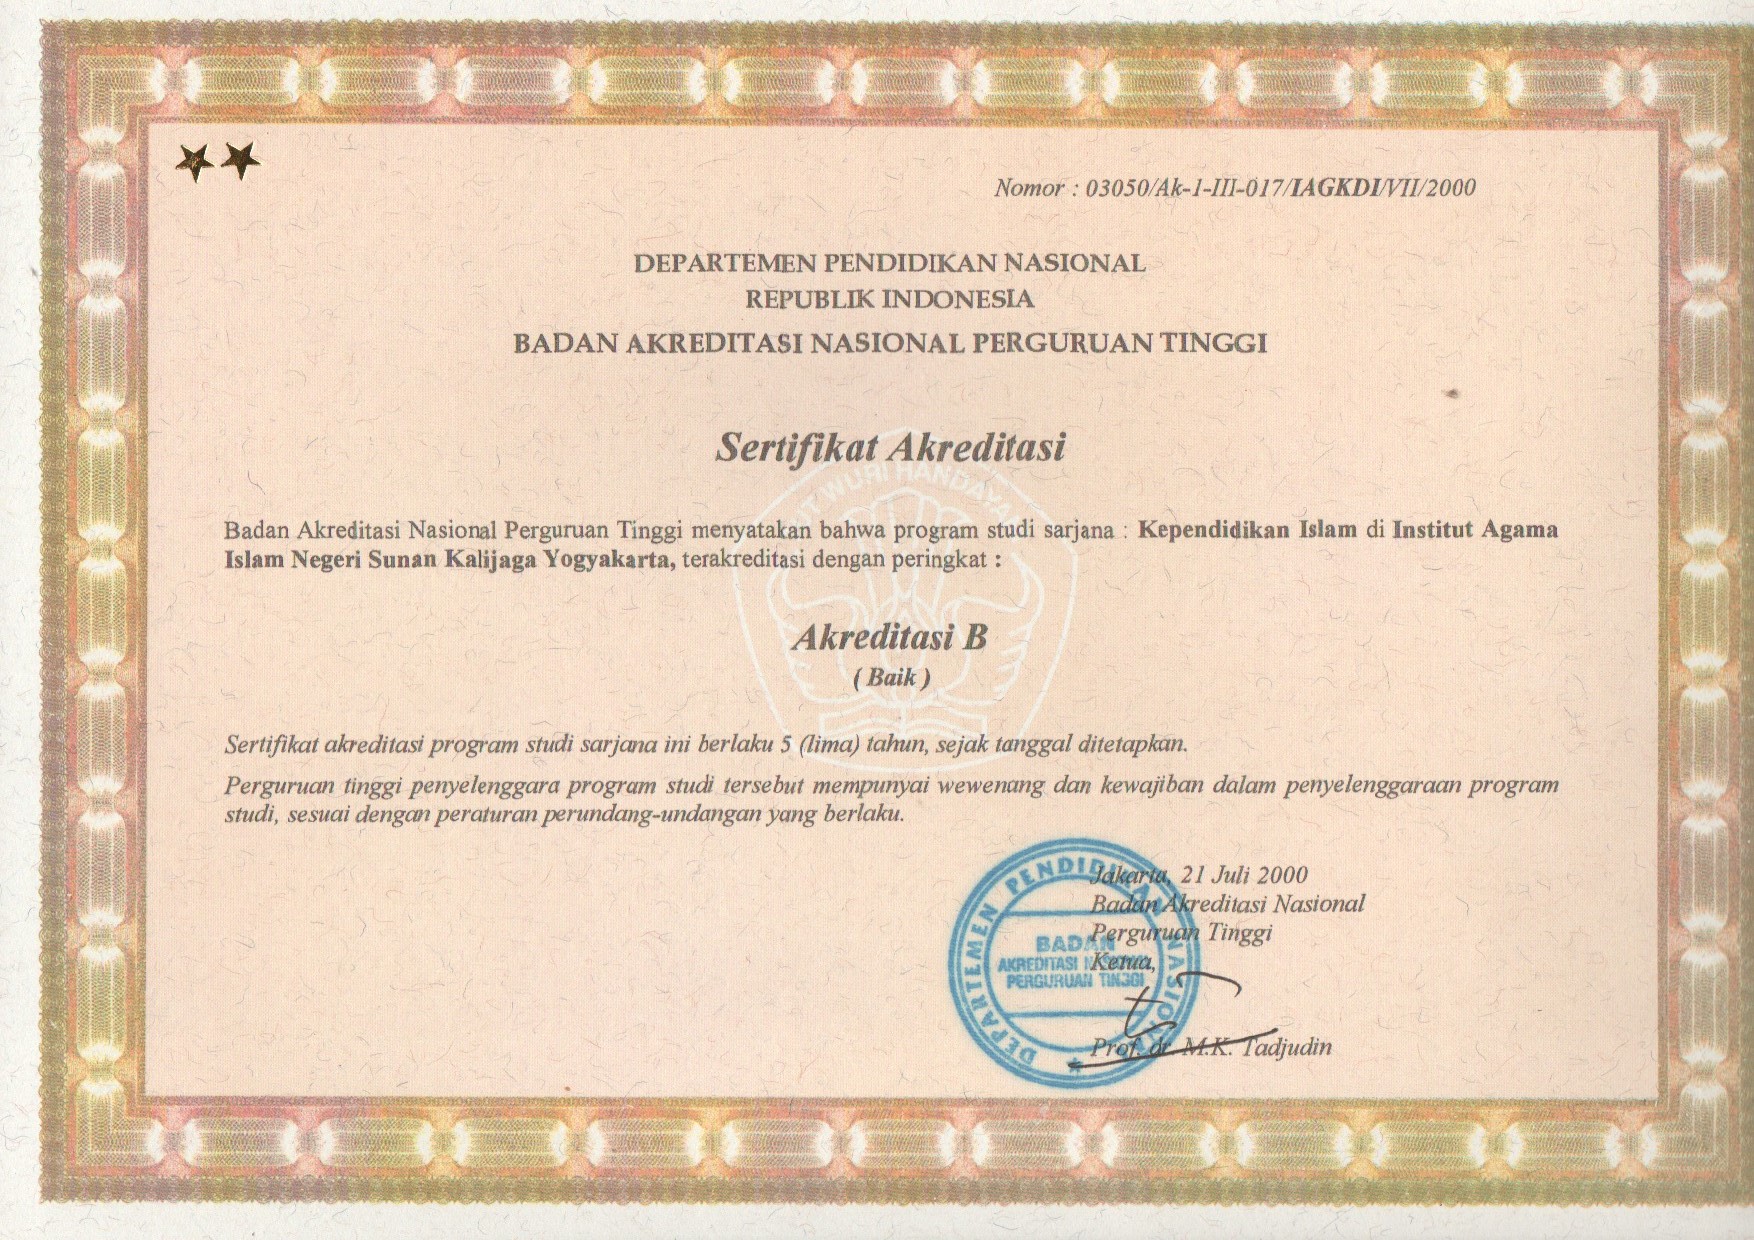 Nomor : 03050/Ak-1-III-017/IAGKDI/VII/2000
DEPARTEMEN PENDIDIKAN NASIONAL
REPUBLIK INDONESIA
BADAN AKREDITASI NASIONAL PERGURUAN TINGGI
Sertifikat Akreditasi
TUT WURI HANDAYANI
Badan Akreditasi Nasional Perguruan Tinggi menyatakan bahwa program studi sarjana : Kependidikan Islam di Institut Agama
Islam Negeri Sunan Kalijaga Yogyakarta, terakreditasi dengan peringkat :
Akreditasi B
( Baik )
Sertifikat akreditasi program studi sarjana ini berlaku 5 (lima) tahun, sejak tanggal ditetapkan.
Perguruan tinggi penyelenggara program studi tersebut mempunyai wewenang dan kewajiban dalam penyelenggaraan program
studi, sesuai dengan peraturan perundang-undangan yang berlaku.
Jakarta, 21 Juli 2000
Badan Akreditasi Nasional
Perguruan Tinggi
Ketua,
Prof. dr. M.K. Tadjudin
DEPARTEMEN PENDIDIKAN NASIONAL
BADAN
AKREDITASI NASIONAL
PERGURUAN TINGGI